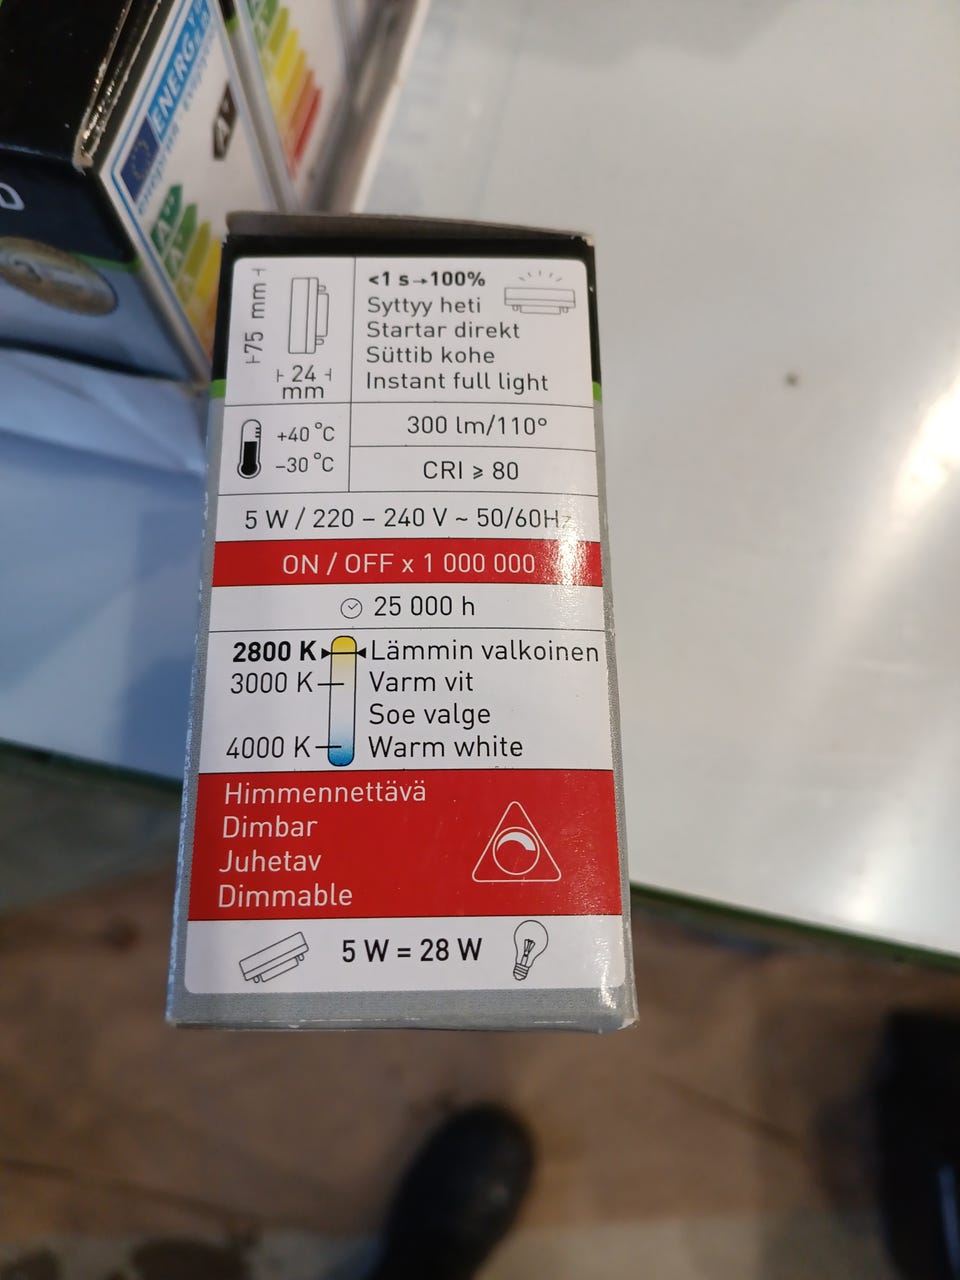 ENERG
A+
A++
A+
⊢75 mm⊣
⊢24⊣
mm
<1 s→100%
Syttyy heti
Startar direkt
Süttib kohe
Instant full light
+40 °C
-30 °C
300 lm/110°
CRI ⩾ 80
5 W / 220 – 240 V ~ 50/60Hz
ON / OFF x 1 000 000
25 000 h
2800 K
3000 K
4000 K
Lämmin valkoinen
Varm vit
Soe valge
Warm white
Himmennettävä
Dimbar
Juhetav
Dimmable
5 W = 28 W